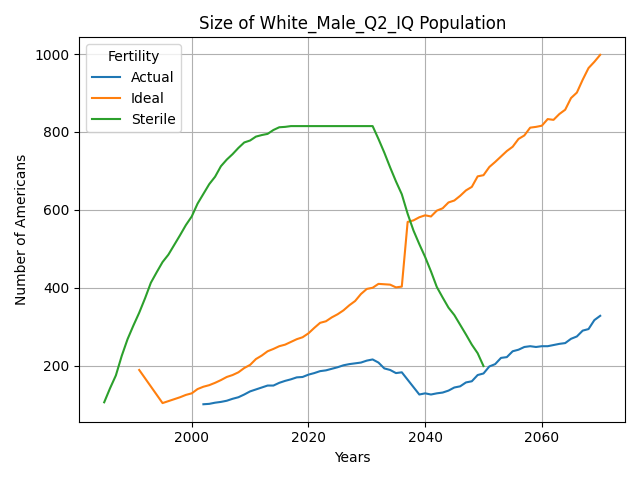 Size of White_Male_Q2_IQ Population
Fertility
Actual
Ideal
Sterile
Number of Americans
1000
800
600
400
200
2000
2020
2040
2060
Years